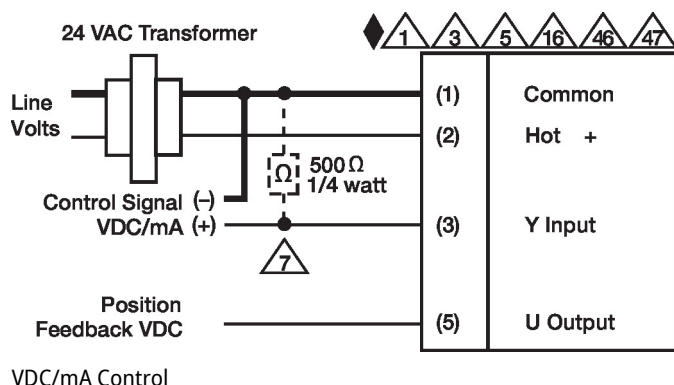 24 VAC Transformer
1 3 5 16 46 47
Line
Volts
(1) Common
(2) Hot +
Ω 500 Ω
1/4 watt
Control Signal (–)
VDC/mA (+)
(3) Y Input
7
Position
Feedback VDC
(5) U Output
VDC/mA Control